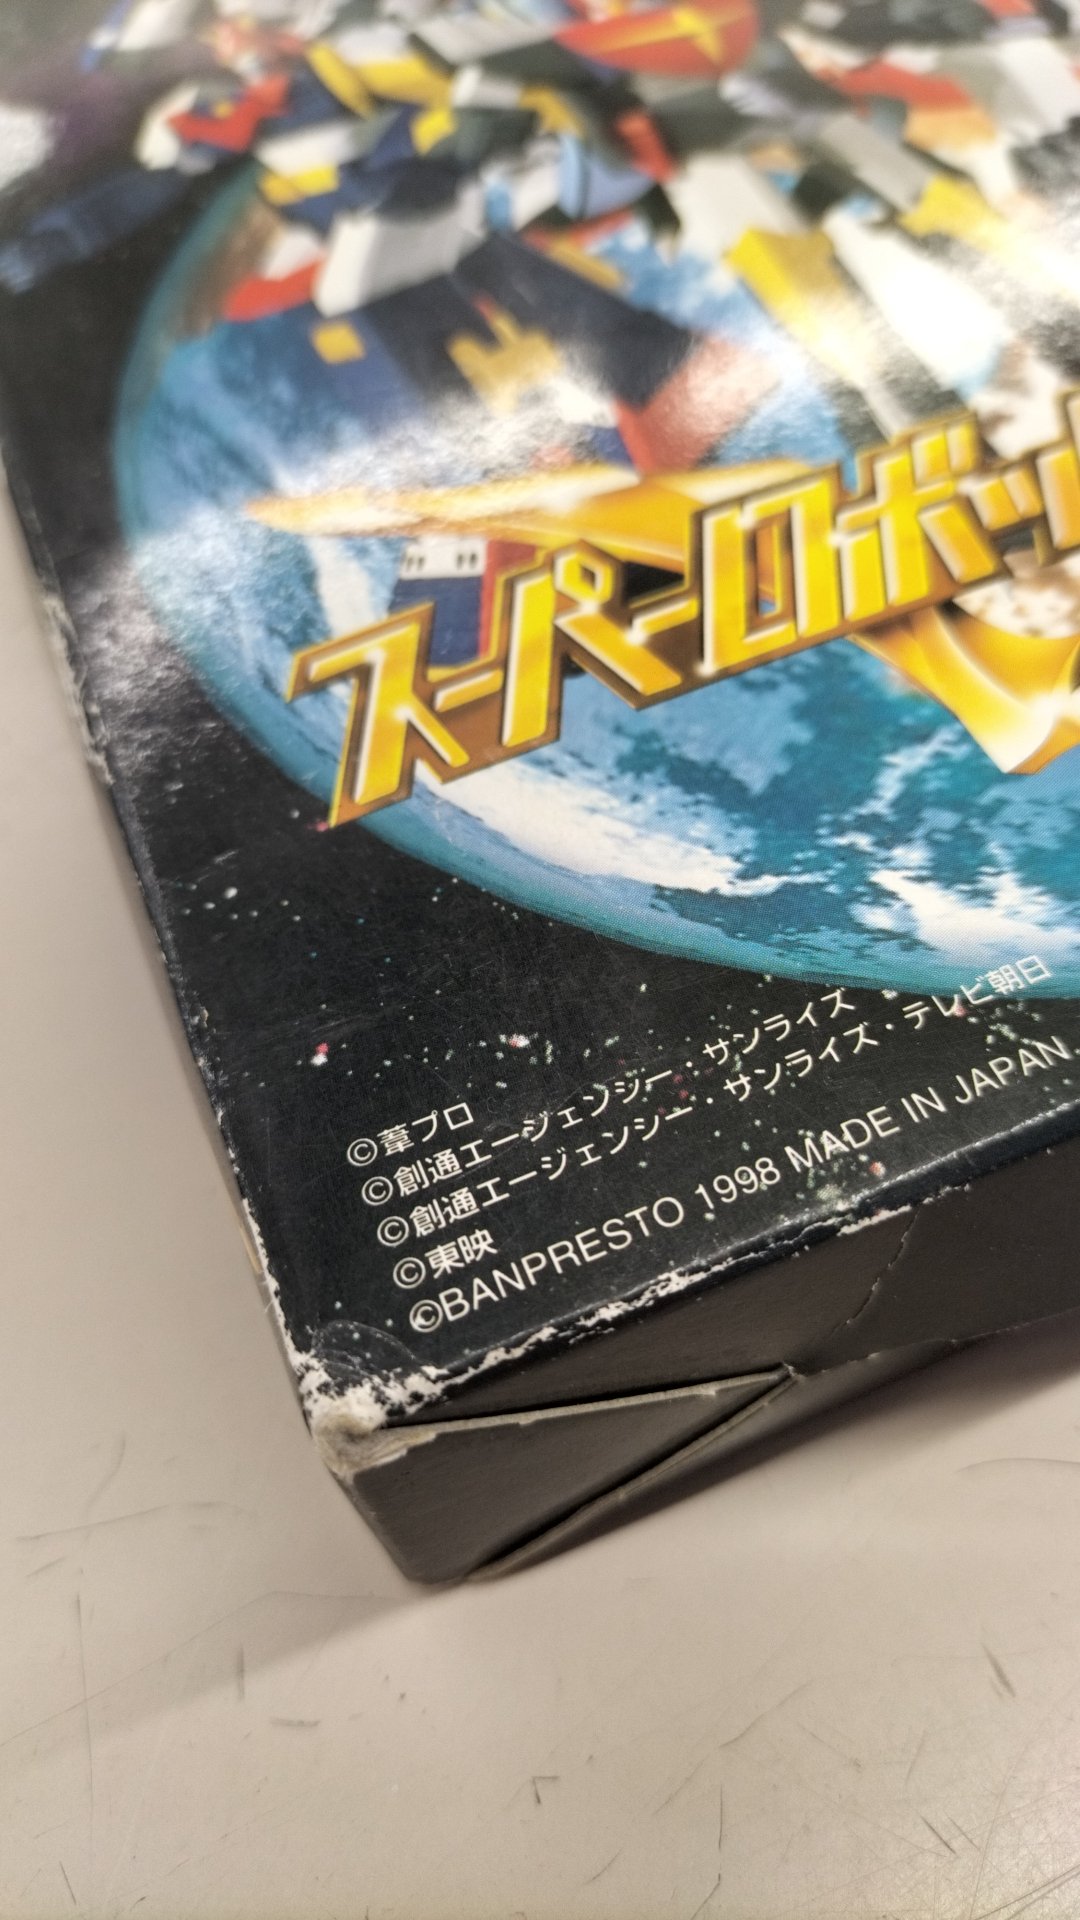 スーパーロボッ
©葦プロ
©創通エージェンシー・サンライズ
©創通エージェンシー・サンライズ・テレビ朝日
©東映
©BANPRESTO 1998 MADE IN JAPAN